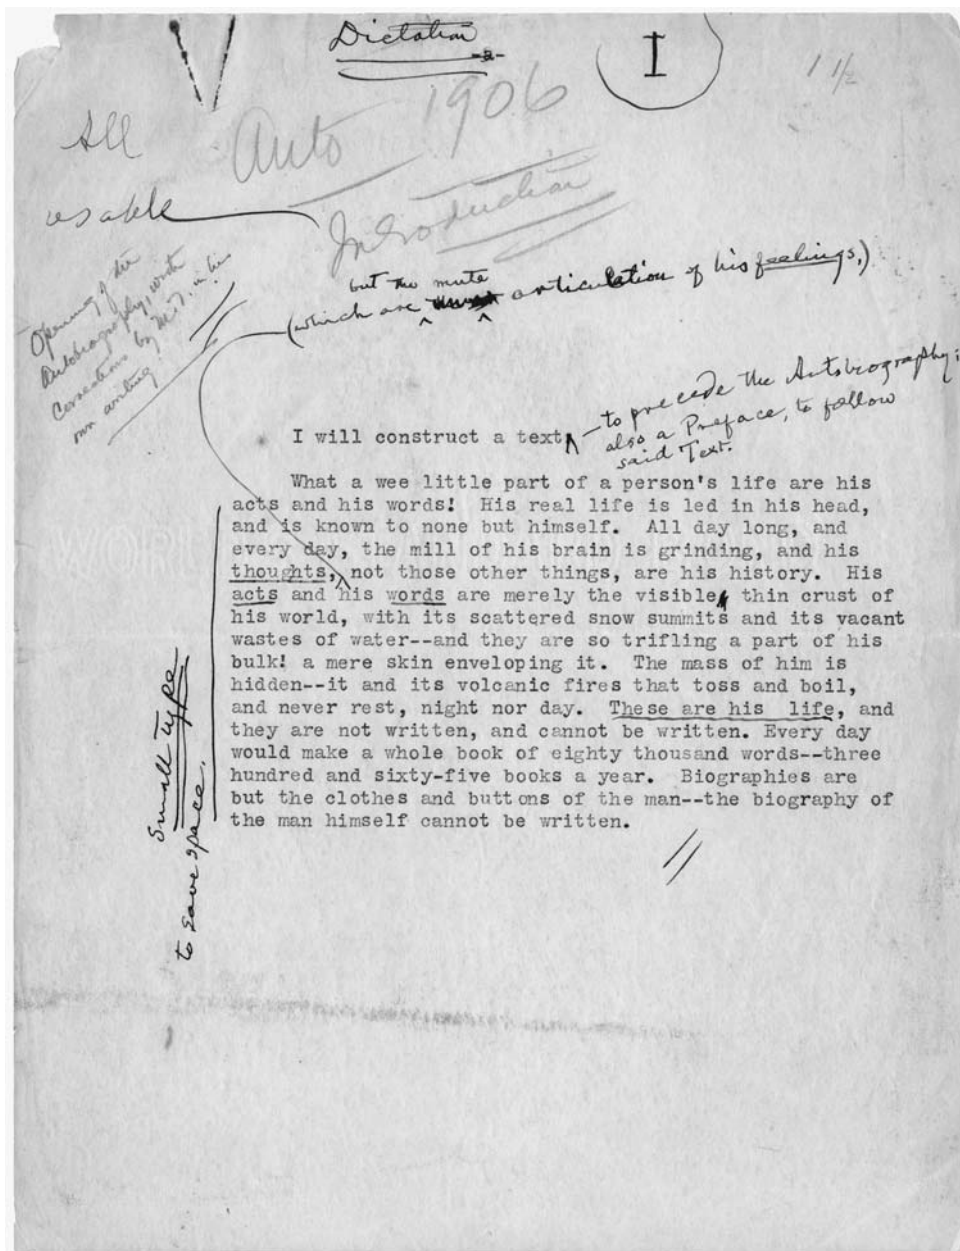 Dictation
-2-
I
1 1/2
All
Auto 1906
usable
Introduction
Opening of the
Autobiography, with
Corrections by M.T. in his
own writing.
but the mute
(which are articulation of his feelings,)
—to precede the Autobiography;
also a Preface, to follow
said Text.
I will construct a text
What a wee little part of a person's life are his
acts and his words! His real life is led in his head,
and is known to none but himself. All day long, and
every day, the mill of his brain is grinding, and his
thoughts, not those other things, are his history. His
acts and his words are merely the visible thin crust of
his world, with its scattered snow summits and its vacant
wastes of water--and they are so trifling a part of his
bulk! a mere skin enveloping it. The mass of him is
hidden--it and its volcanic fires that toss and boil,
and never rest, night nor day. These are his life, and
they are not written, and cannot be written. Every day
would make a whole book of eighty thousand words--three
hundred and sixty-five books a year. Biographies are
but the clothes and buttons of the man--the biography of
the man himself cannot be written.
Small type
to save space.